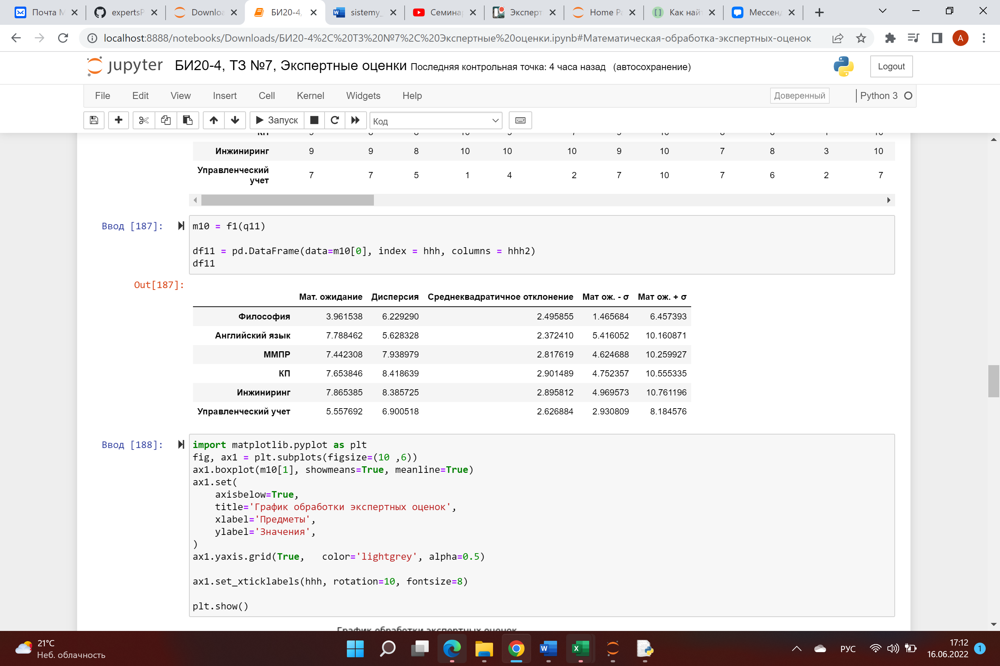 Почта М
expertsP
Downloa
БИ20-4,
sistemy_
Семина
Эксперт
Home Pa
Как най
Мессен
localhost:8888/notebooks/Downloads/БИ20-4%2C%20ТЗ%20№7%2C%20Экспертные%20оценки.ipynb#Математическая-обработка-экспертных-оценок
A
jupyter БИ20-4, ТЗ №7, Экспертные оценки Последняя контрольная точка: 4 часа назад (автосохранение)
Logout
File Edit View Insert Cell Kernel Widgets Help
Доверенный
Python 3
Запуск
Код
Инжиниринг 9 9 8 10 10 10 9 10 7 8 3 10
Управленческий
учет 7 7 5 1 4 2 7 10 7 6 2 7
Ввод [187]:
m10 = f1(q11)
df11 = pd.DataFrame(data=m10[0], index = hhh, columns = hhh2)
df11
Out[187]:
Мат. ожидание Дисперсия Среднеквадратичное отклонение Мат ож. - σ Мат ож. + σ
Философия 3.961538 6.229290 2.495855 1.465684 6.457393
Английский язык 7.788462 5.628328 2.372410 5.416052 10.160871
ММПР 7.442308 7.938979 2.817619 4.624688 10.259927
КП 7.653846 8.418639 2.901489 4.752357 10.555335
Инжиниринг 7.865385 8.385725 2.895812 4.969573 10.761196
Управленческий учет 5.557692 6.900518 2.626884 2.930809 8.184576
Ввод [188]:
import matplotlib.pyplot as plt
fig, ax1 = plt.subplots(figsize=(10 ,6))
ax1.boxplot(m10[1], showmeans=True, meanline=True)
ax1.set(
    axisbelow=True,
    title='График обработки экспертных оценок',
    xlabel='Предметы',
    ylabel='Значения',
)
ax1.yaxis.grid(True,   color='lightgrey', alpha=0.5)
ax1.set_xticklabels(hhh, rotation=10, fontsize=8)
plt.show()
График обработки экспертных оценок
21°C
Неб. облачность
РУС
17:12
16.06.2022
1